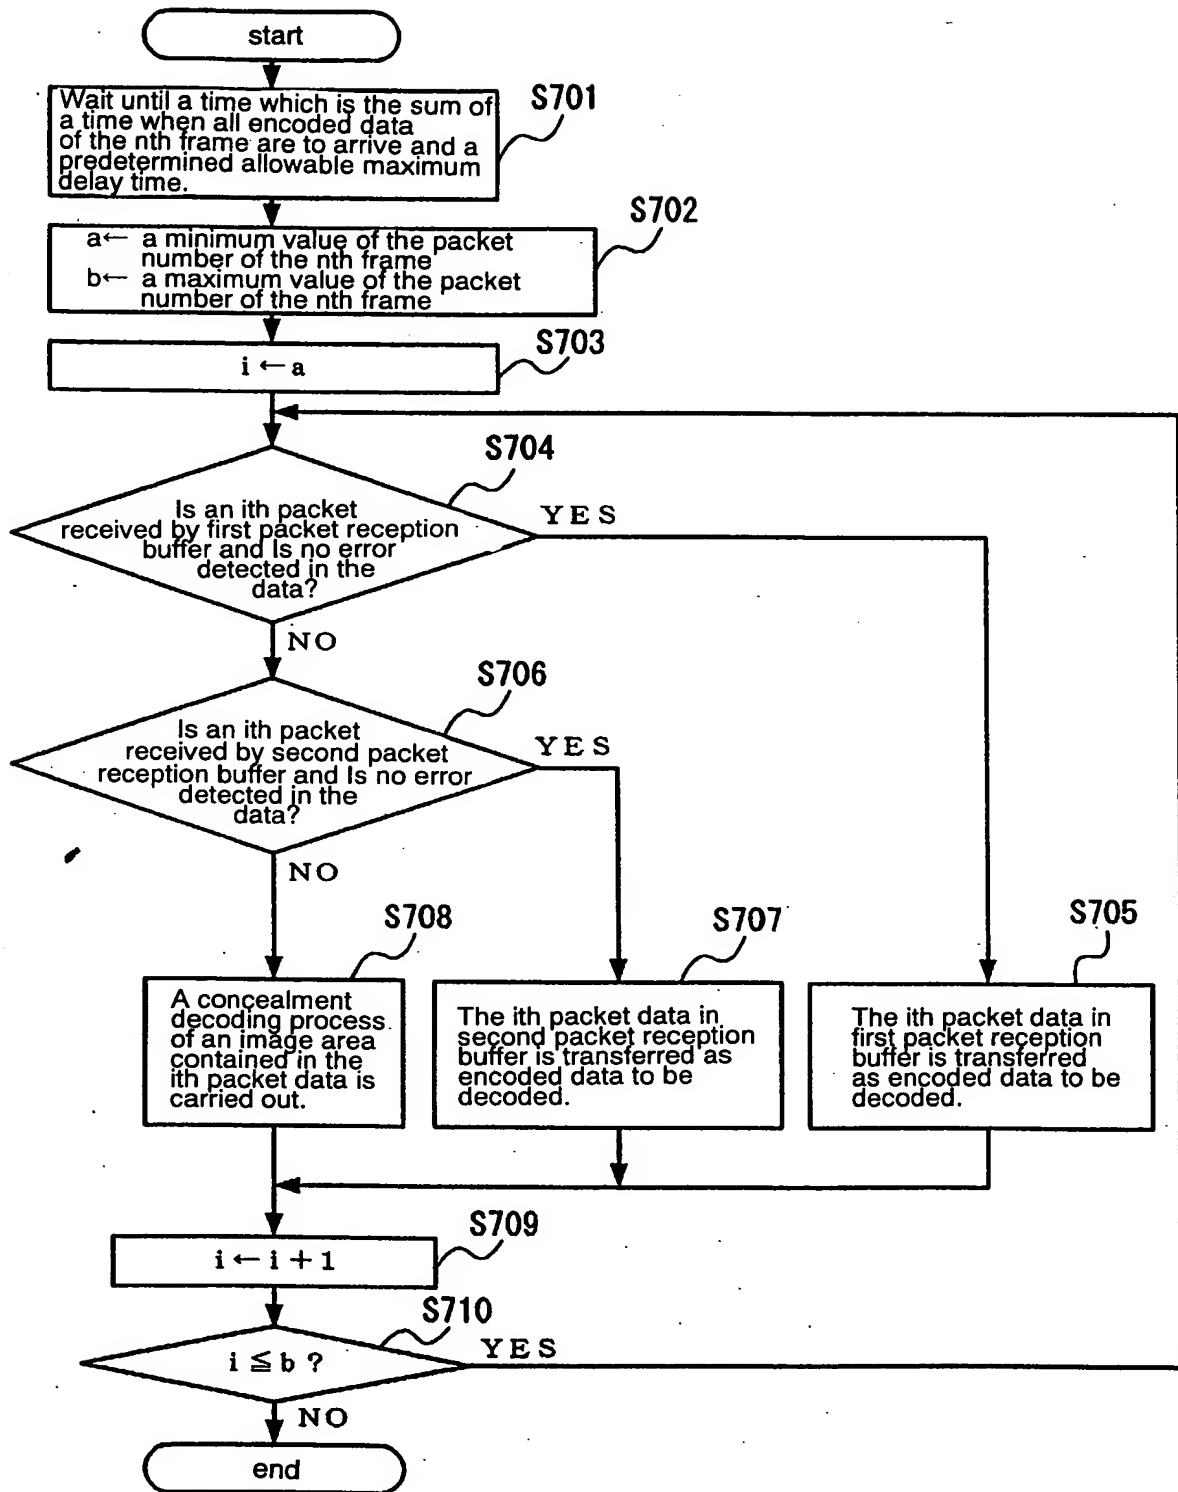 start
Wait until a time which is the sum of
a time when all encoded data
of the nth frame are to arrive and a
predetermined allowable maximum
delay time.
S701
a← a minimum value of the packet
number of the nth frame
b← a maximum value of the packet
number of the nth frame
S702
i ← a
S703
S704
Is an ith packet
received by first packet reception
buffer and Is no error
detected in the
data?
YES
NO
S706
Is an ith packet
received by second packet
reception buffer and Is no error
detected in the
data?
YES
NO
S708
A concealment
decoding process
of an image area
contained in the
ith packet data is
carried out.
S707
The ith packet data in
second packet reception
buffer is transferred as
encoded data to be
decoded.
S705
The ith packet data in
first packet reception
buffer is transferred
as encoded data to be
decoded.
S709
i ← i + 1
S710
i ≦ b ?
YES
NO
end